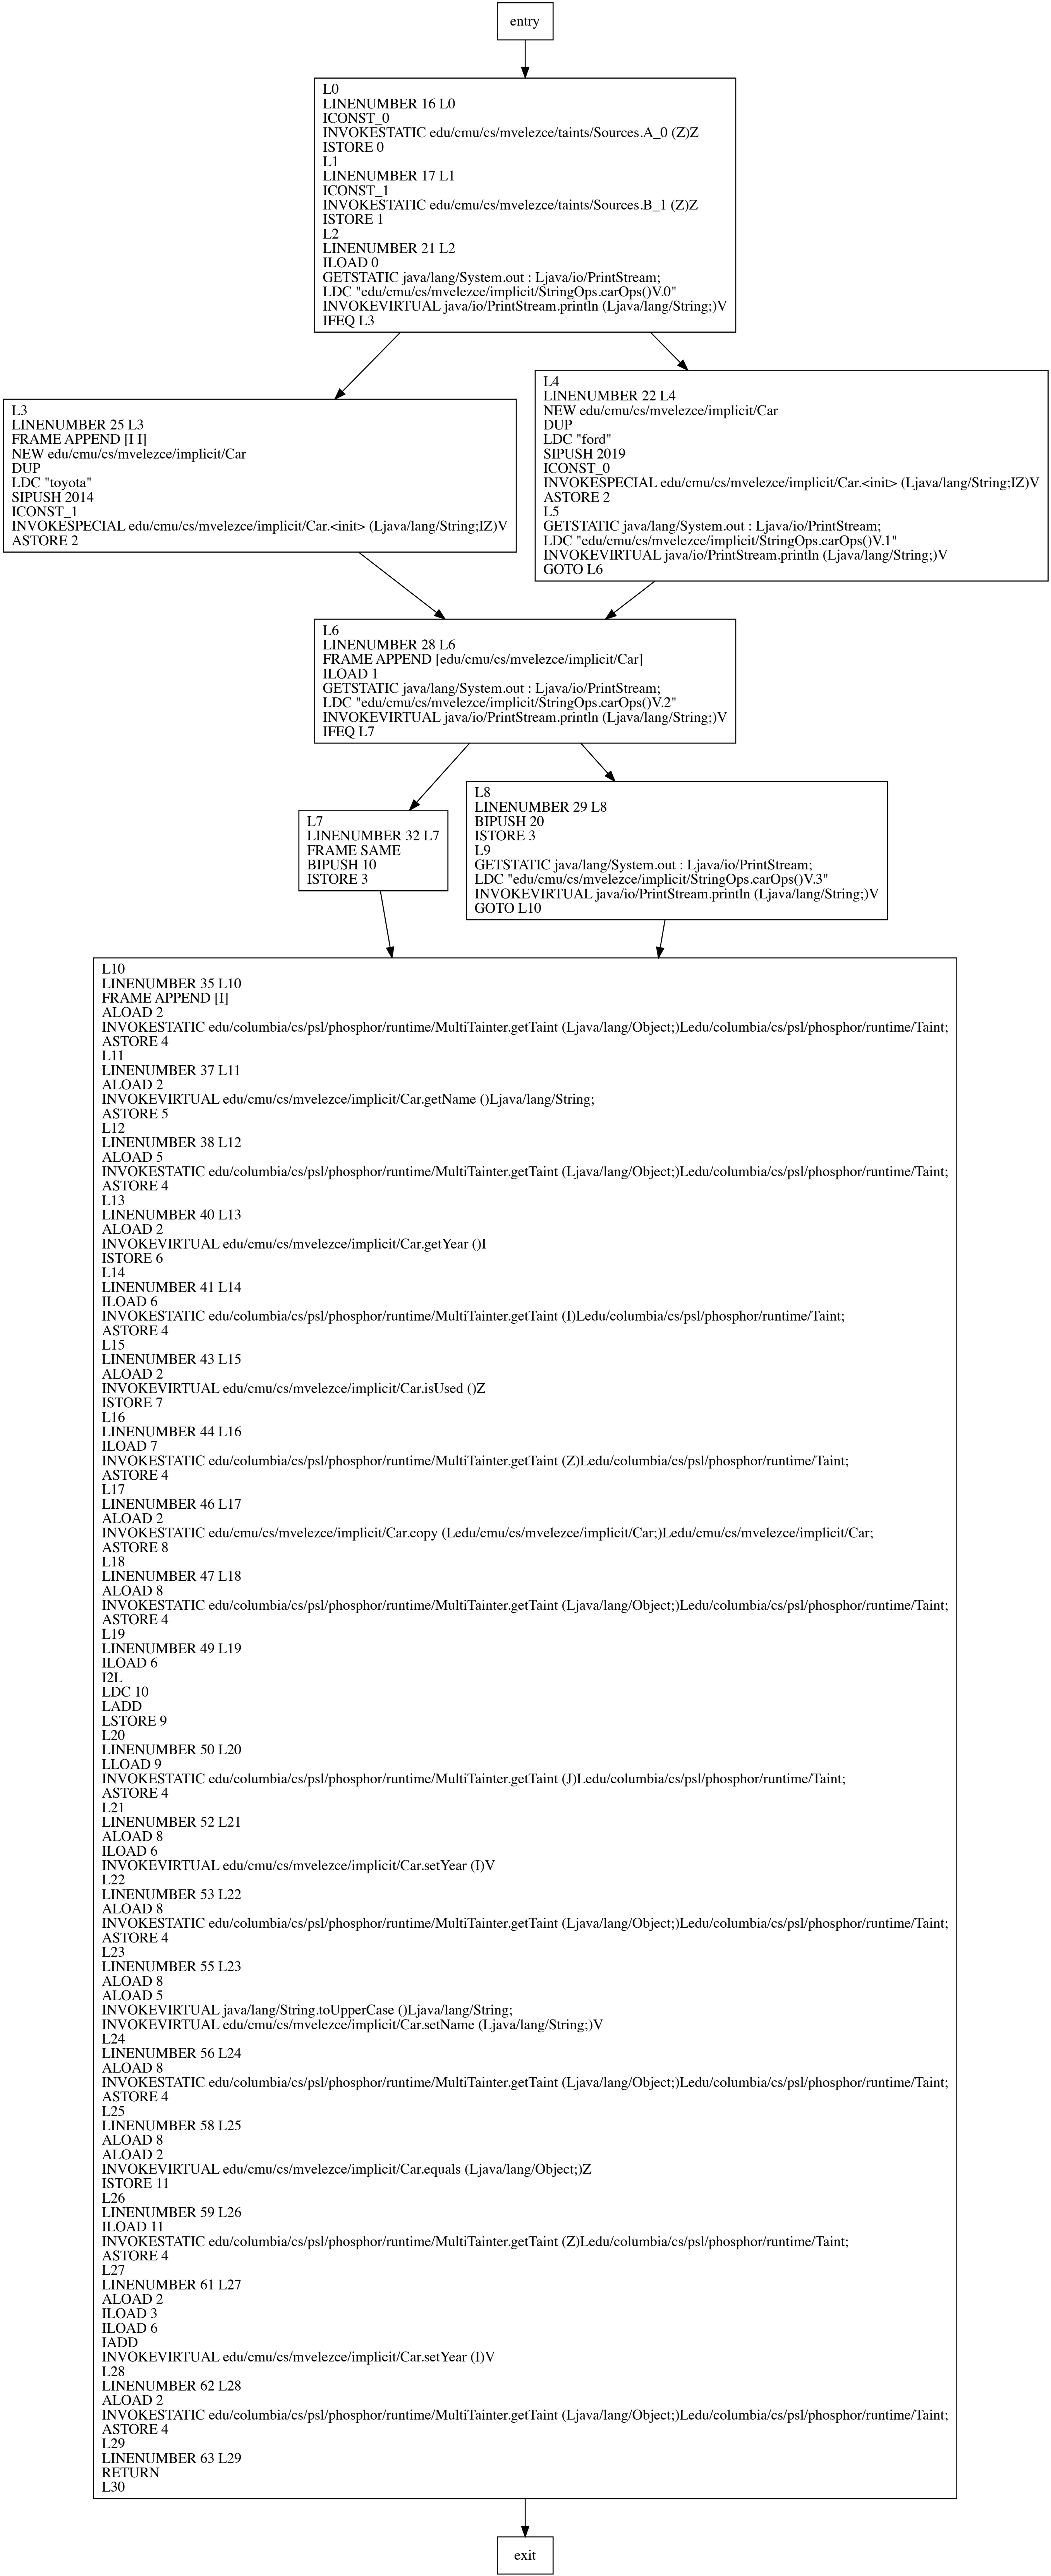 entry
L0
LINENUMBER 16 L0
ICONST_0
INVOKESTATIC edu/cmu/cs/mvelezce/taints/Sources.A_0 (Z)Z
ISTORE 0
L1
LINENUMBER 17 L1
ICONST_1
INVOKESTATIC edu/cmu/cs/mvelezce/taints/Sources.B_1 (Z)Z
ISTORE 1
L2
LINENUMBER 21 L2
ILOAD 0
GETSTATIC java/lang/System.out : Ljava/io/PrintStream;
LDC "edu/cmu/cs/mvelezce/implicit/StringOps.carOps()V.0"
INVOKEVIRTUAL java/io/PrintStream.println (Ljava/lang/String;)V
IFEQ L3
L3
LINENUMBER 25 L3
FRAME APPEND [I I]
NEW edu/cmu/cs/mvelezce/implicit/Car
DUP
LDC "toyota"
SIPUSH 2014
ICONST_1
INVOKESPECIAL edu/cmu/cs/mvelezce/implicit/Car.<init> (Ljava/lang/String;IZ)V
ASTORE 2
L4
LINENUMBER 22 L4
NEW edu/cmu/cs/mvelezce/implicit/Car
DUP
LDC "ford"
SIPUSH 2019
ICONST_0
INVOKESPECIAL edu/cmu/cs/mvelezce/implicit/Car.<init> (Ljava/lang/String;IZ)V
ASTORE 2
L5
GETSTATIC java/lang/System.out : Ljava/io/PrintStream;
LDC "edu/cmu/cs/mvelezce/implicit/StringOps.carOps()V.1"
INVOKEVIRTUAL java/io/PrintStream.println (Ljava/lang/String;)V
GOTO L6
L6
LINENUMBER 28 L6
FRAME APPEND [edu/cmu/cs/mvelezce/implicit/Car]
ILOAD 1
GETSTATIC java/lang/System.out : Ljava/io/PrintStream;
LDC "edu/cmu/cs/mvelezce/implicit/StringOps.carOps()V.2"
INVOKEVIRTUAL java/io/PrintStream.println (Ljava/lang/String;)V
IFEQ L7
L7
LINENUMBER 32 L7
FRAME SAME
BIPUSH 10
ISTORE 3
L8
LINENUMBER 29 L8
BIPUSH 20
ISTORE 3
L9
GETSTATIC java/lang/System.out : Ljava/io/PrintStream;
LDC "edu/cmu/cs/mvelezce/implicit/StringOps.carOps()V.3"
INVOKEVIRTUAL java/io/PrintStream.println (Ljava/lang/String;)V
GOTO L10
L10
LINENUMBER 35 L10
FRAME APPEND [I]
ALOAD 2
INVOKESTATIC edu/columbia/cs/psl/phosphor/runtime/MultiTainter.getTaint (Ljava/lang/Object;)Ledu/columbia/cs/psl/phosphor/runtime/Taint;
ASTORE 4
L11
LINENUMBER 37 L11
ALOAD 2
INVOKEVIRTUAL edu/cmu/cs/mvelezce/implicit/Car.getName ()Ljava/lang/String;
ASTORE 5
L12
LINENUMBER 38 L12
ALOAD 5
INVOKESTATIC edu/columbia/cs/psl/phosphor/runtime/MultiTainter.getTaint (Ljava/lang/Object;)Ledu/columbia/cs/psl/phosphor/runtime/Taint;
ASTORE 4
L13
LINENUMBER 40 L13
ALOAD 2
INVOKEVIRTUAL edu/cmu/cs/mvelezce/implicit/Car.getYear ()I
ISTORE 6
L14
LINENUMBER 41 L14
ILOAD 6
INVOKESTATIC edu/columbia/cs/psl/phosphor/runtime/MultiTainter.getTaint (I)Ledu/columbia/cs/psl/phosphor/runtime/Taint;
ASTORE 4
L15
LINENUMBER 43 L15
ALOAD 2
INVOKEVIRTUAL edu/cmu/cs/mvelezce/implicit/Car.isUsed ()Z
ISTORE 7
L16
LINENUMBER 44 L16
ILOAD 7
INVOKESTATIC edu/columbia/cs/psl/phosphor/runtime/MultiTainter.getTaint (Z)Ledu/columbia/cs/psl/phosphor/runtime/Taint;
ASTORE 4
L17
LINENUMBER 46 L17
ALOAD 2
INVOKESTATIC edu/cmu/cs/mvelezce/implicit/Car.copy (Ledu/cmu/cs/mvelezce/implicit/Car;)Ledu/cmu/cs/mvelezce/implicit/Car;
ASTORE 8
L18
LINENUMBER 47 L18
ALOAD 8
INVOKESTATIC edu/columbia/cs/psl/phosphor/runtime/MultiTainter.getTaint (Ljava/lang/Object;)Ledu/columbia/cs/psl/phosphor/runtime/Taint;
ASTORE 4
L19
LINENUMBER 49 L19
ILOAD 6
I2L
LDC 10
LADD
LSTORE 9
L20
LINENUMBER 50 L20
LLOAD 9
INVOKESTATIC edu/columbia/cs/psl/phosphor/runtime/MultiTainter.getTaint (J)Ledu/columbia/cs/psl/phosphor/runtime/Taint;
ASTORE 4
L21
LINENUMBER 52 L21
ALOAD 8
ILOAD 6
INVOKEVIRTUAL edu/cmu/cs/mvelezce/implicit/Car.setYear (I)V
L22
LINENUMBER 53 L22
ALOAD 8
INVOKESTATIC edu/columbia/cs/psl/phosphor/runtime/MultiTainter.getTaint (Ljava/lang/Object;)Ledu/columbia/cs/psl/phosphor/runtime/Taint;
ASTORE 4
L23
LINENUMBER 55 L23
ALOAD 8
ALOAD 5
INVOKEVIRTUAL java/lang/String.toUpperCase ()Ljava/lang/String;
INVOKEVIRTUAL edu/cmu/cs/mvelezce/implicit/Car.setName (Ljava/lang/String;)V
L24
LINENUMBER 56 L24
ALOAD 8
INVOKESTATIC edu/columbia/cs/psl/phosphor/runtime/MultiTainter.getTaint (Ljava/lang/Object;)Ledu/columbia/cs/psl/phosphor/runtime/Taint;
ASTORE 4
L25
LINENUMBER 58 L25
ALOAD 8
ALOAD 2
INVOKEVIRTUAL edu/cmu/cs/mvelezce/implicit/Car.equals (Ljava/lang/Object;)Z
ISTORE 11
L26
LINENUMBER 59 L26
ILOAD 11
INVOKESTATIC edu/columbia/cs/psl/phosphor/runtime/MultiTainter.getTaint (Z)Ledu/columbia/cs/psl/phosphor/runtime/Taint;
ASTORE 4
L27
LINENUMBER 61 L27
ALOAD 2
ILOAD 3
ILOAD 6
IADD
INVOKEVIRTUAL edu/cmu/cs/mvelezce/implicit/Car.setYear (I)V
L28
LINENUMBER 62 L28
ALOAD 2
INVOKESTATIC edu/columbia/cs/psl/phosphor/runtime/MultiTainter.getTaint (Ljava/lang/Object;)Ledu/columbia/cs/psl/phosphor/runtime/Taint;
ASTORE 4
L29
LINENUMBER 63 L29
RETURN
L30
exit